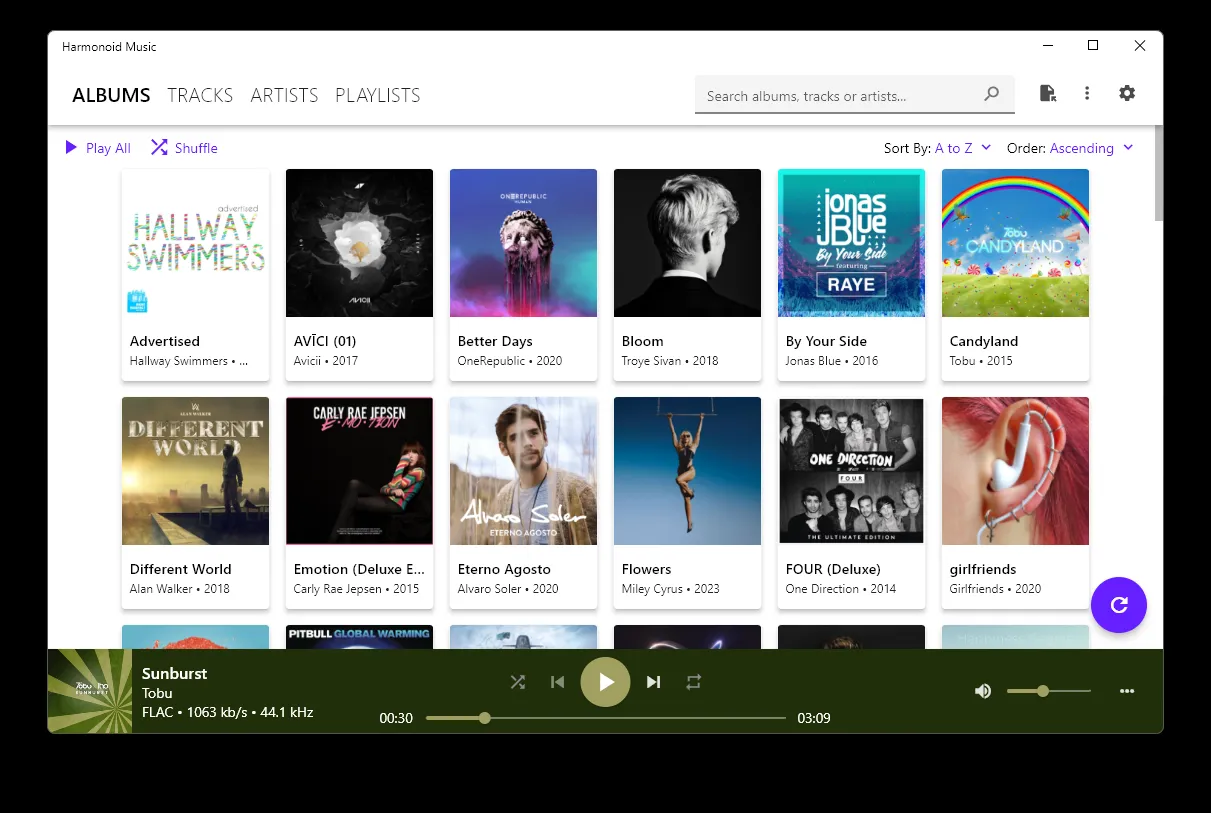 Harmonoid Music
ALBUMS TRACKS ARTISTS PLAYLISTS
Search albums, tracks or artists...
Play All Shuffle
Sort By: A to Z Order: Ascending
advertised
HALLWAY
SWIMMERS
AVICII
ONEREPUBLIC
HUMAN
jonas
BLUE
By Your Side
featuring
RAYE
Tobu
CANDYLAND
Advertised
Hallway Swimmers • ...
AVĪCI (01)
Avicii • 2017
Better Days
OneRepublic • 2020
Bloom
Troye Sivan • 2018
By Your Side
Jonas Blue • 2016
Candyland
Tobu • 2015
ALAN WALKER
DIFFERENT
WORLD
CARLY RAE JEPSEN
E•MO•TION
Alvaro Soler
ETERNO AGOSTO
ONE DIRECTION
FOUR
THE ULTIMATE EDITION
Different World
Alan Walker • 2018
Emotion (Deluxe E...
Carly Rae Jepsen • 2015
Eterno Agosto
Alvaro Soler • 2020
Flowers
Miley Cyrus • 2023
FOUR (Deluxe)
One Direction • 2014
girlfriends
Girlfriends • 2020
PITBULL GLOBAL WARMING
Tobu
SUNBURST
Sunburst
Tobu
FLAC • 1063 kb/s • 44.1 kHz
00:30
03:09